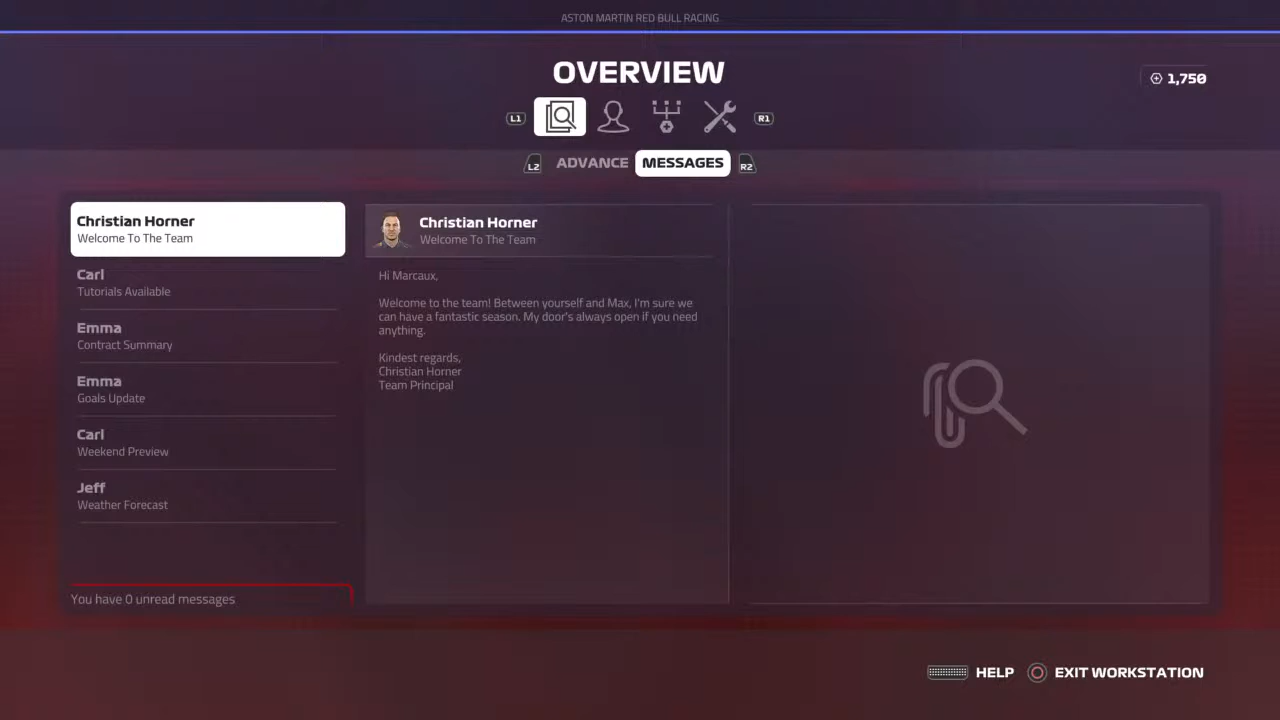 ASTON MARTIN RED BULL RACING
OVERVIEW
1,750
L1
R1
L2
ADVANCE
MESSAGES
R2
Christian Horner
Welcome To The Team
Carl
Tutorials Available
Emma
Contract Summary
Emma
Goals Update
Carl
Weekend Preview
Jeff
Weather Forecast
You have 0 unread messages
Christian Horner
Welcome To The Team
Hi Marcaux,
Welcome to the team! Between yourself and Max, I'm sure we
can have a fantastic season. My door's always open if you need
anything.
Kindest regards,
Christian Horner
Team Principal
HELP
EXIT WORKSTATION